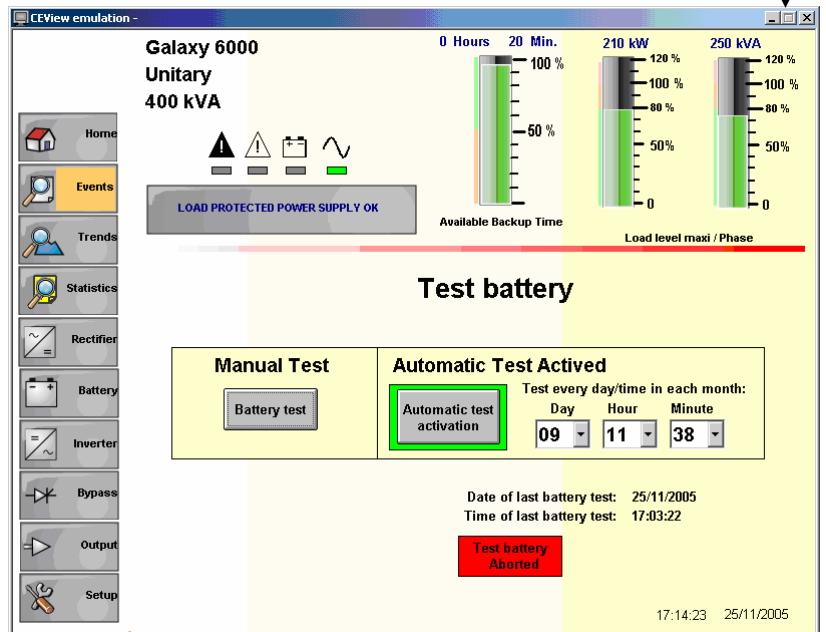 CEView emulation -
Galaxy 6000
Unitary
400 kVA
0 Hours 20 Min.
210 kW
250 kVA
100 %
50 %
120 %
100 %
80 %
50%
0
120 %
100 %
80 %
50%
0
Available Backup Time
Load level maxi / Phase
LOAD PROTECTED POWER SUPPLY OK
Home
Events
Trends
Statistics
Rectifier
Battery
Inverter
Bypass
Output
Setup
Test battery
Manual Test
Battery test
Automatic Test Actived
Automatic test
activation
Test every day/time in each month:
Day Hour Minute
09 11 38
Date of last battery test: 25/11/2005
Time of last battery test: 17:03:22
Test battery
Aborted
17:14:23 25/11/2005